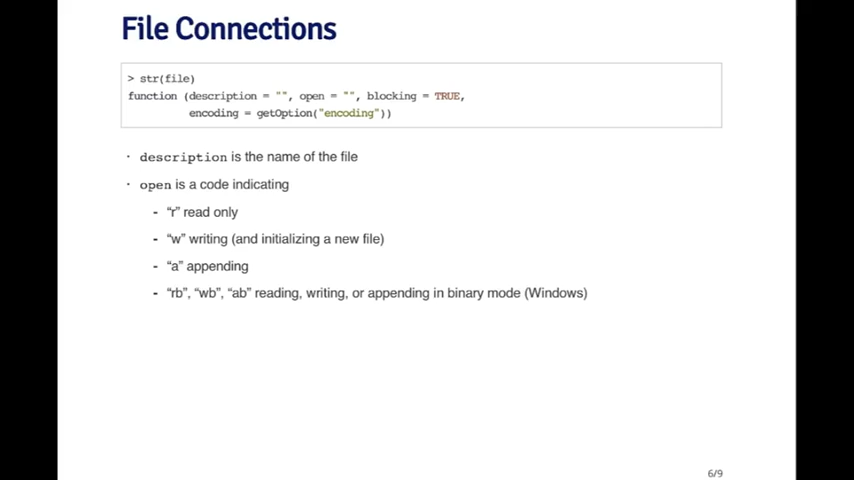 File Connections
> str(file)
function (description = "", open = "", blocking = TRUE,
encoding = getOption("encoding"))
· description is the name of the file
· open is a code indicating
- “r” read only
- “w” writing (and initializing a new file)
- “a” appending
- “rb”, “wb”, “ab” reading, writing, or appending in binary mode (Windows)
6/9